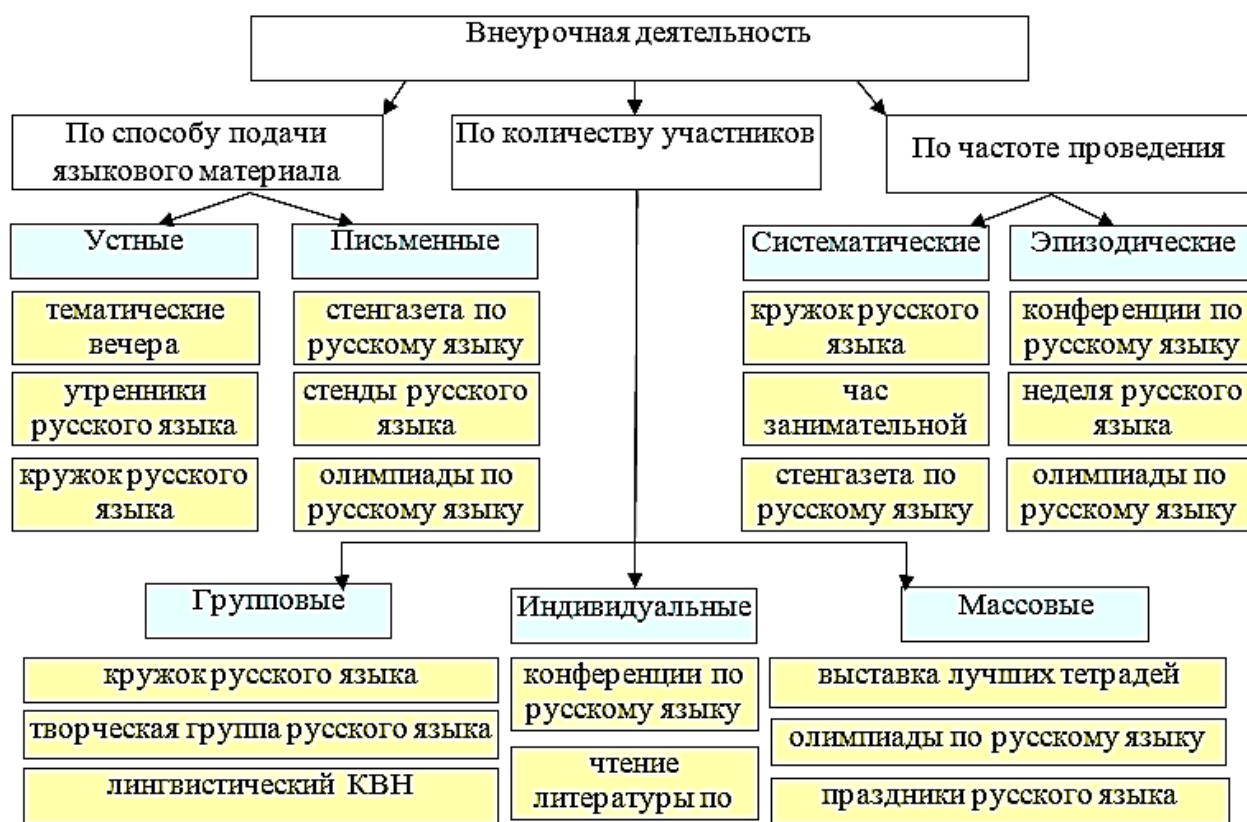 Внеурочная деятельность
По способу подачи
языкового материала
По количеству участников
По частоте проведения
Устные
Письменные
Систематические
Эпизодические
тематические
вечера
стенгазета по
русскому языку
кружок русского
языка
конференции по
русскому языку
утренники
русского языка
стенды русского
языка
час
занимательной
неделя русского
языка
кружок русского
языка
олимпиады по
русскому языку
стенгазета по
русскому языку
олимпиады по
русскому языку
Групповые
Индивидуальные
Массовые
кружок русского языка
творческая группа русского языка
лингвистический КВН
конференции по
русскому языку
чтение
литературы по
выставка лучших тетрадей
олимпиады по русскому языку
праздники русского языка